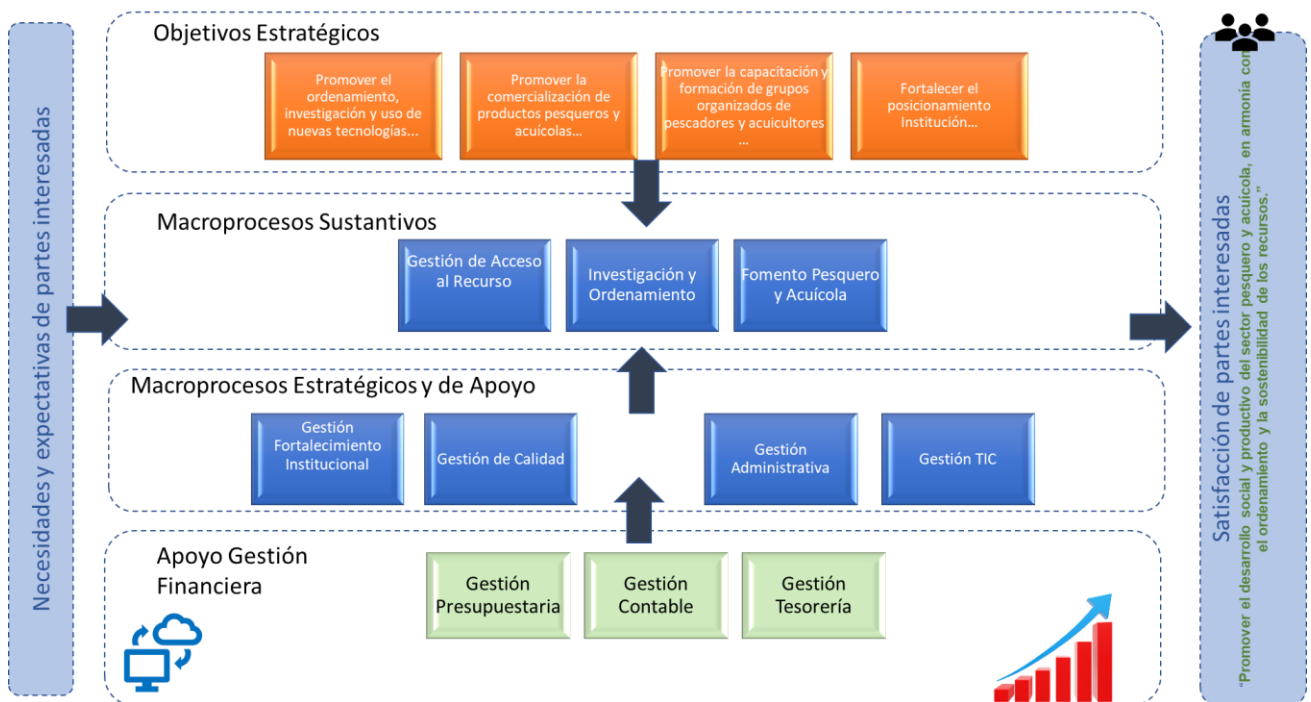 Necesidades y expectativas de partes interesadas
Objetivos Estratégicos
Promover el
ordenamiento,
investigación y uso de
nuevas tecnologías...
Promover la
comercialización de
productos pesqueros y
acuícolas...
Promover la capacitación y
formación de grupos
organizados de
pescadores y acuicultores
...
Fortalecer el
posicionamiento
Institución...
Macroprocesos Sustantivos
Gestión de Acceso
al Recurso
Investigación y
Ordenamiento
Fomento Pesquero
y Acuícola
Macroprocesos Estratégicos y de Apoyo
Gestión
Fortalecimiento
Institucional
Gestión de Calidad
Gestión
Administrativa
Gestión TIC
Apoyo Gestión
Financiera
Gestión
Presupuestaria
Gestión
Contable
Gestión
Tesorería
Satisfacción de partes interesadas
"Promover el desarrollo social y productivo del sector pesquero y acuícola, en armonía con
el ordenamiento y la sostenibilidad de los recursos."